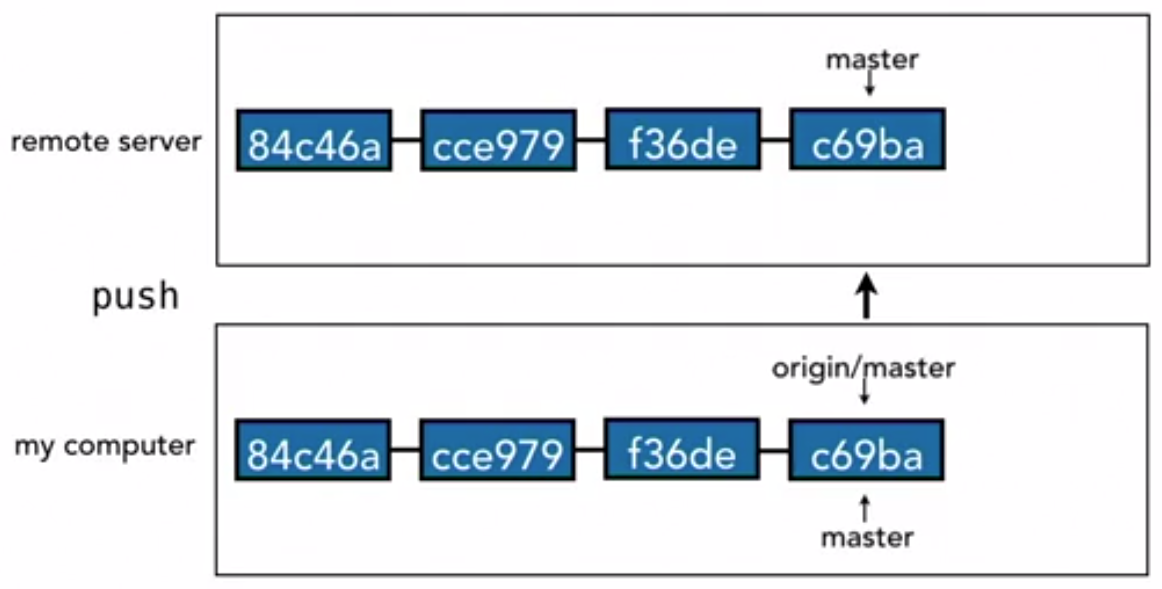 master
remote server
84c46a
cce979
f36de
c69ba
push
origin/master
my computer
84c46a
cce979
f36de
c69ba
master